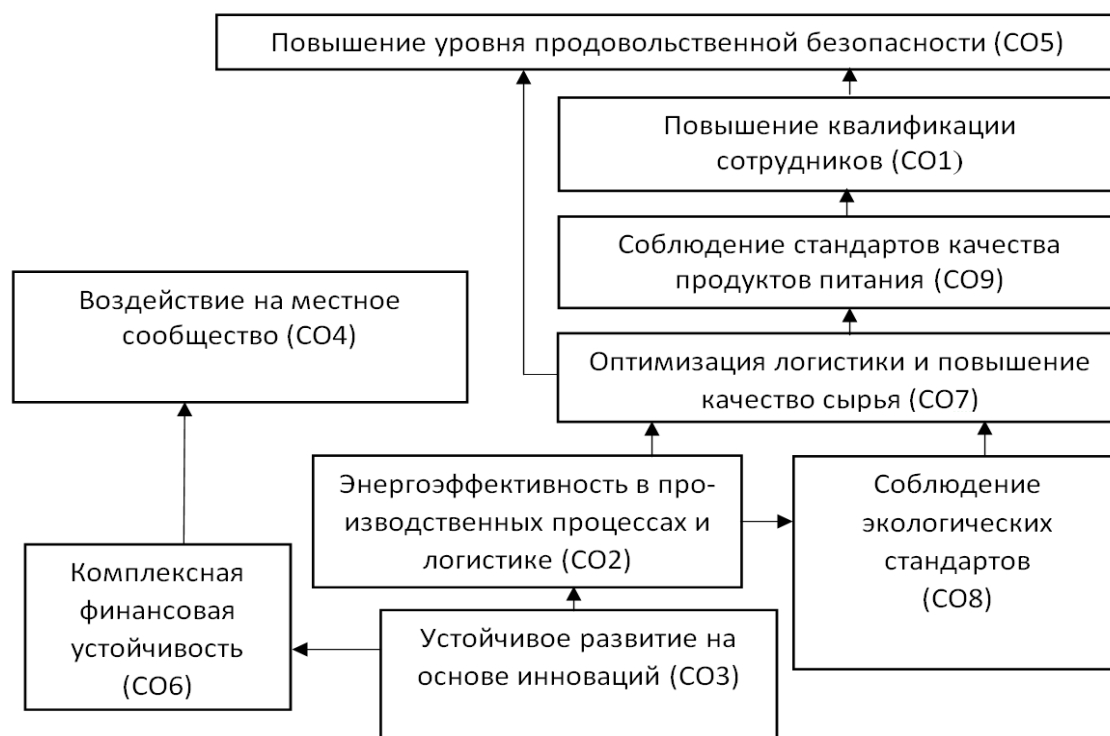 Повышение уровня продовольственной безопасности (СО5)
Повышение квалификации
сотрудников (СО1)
Соблюдение стандартов качества
продуктов питания (СО9)
Воздействие на местное
сообщество (СО4)
Оптимизация логистики и повышение
качество сырья (СО7)
Энергоэффективность в про-
изводственных процессах и
логистике (СО2)
Соблюдение
экологических
стандартов
(СО8)
Комплексная
финансовая
устойчивость
(СО6)
Устойчивое развитие на
основе инноваций (СО3)